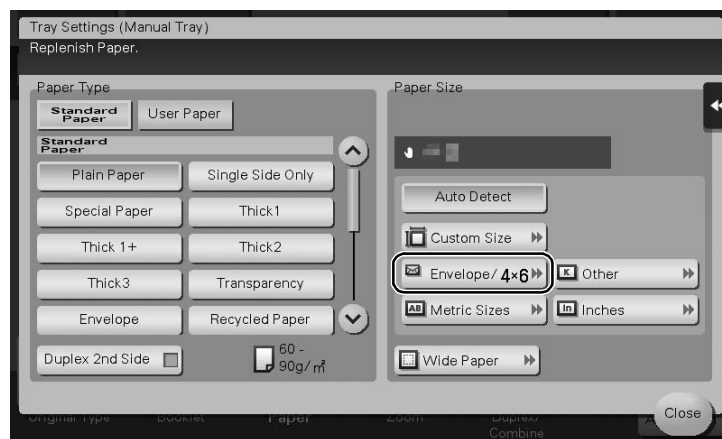 Tray Settings (Manual Tray)
Replenish Paper.
Paper Type
Standard Paper
User Paper
Standard Paper
Plain Paper
Single Side Only
Special Paper
Thick1
Thick 1+
Thick2
Thick3
Transparency
Envelope
Recycled Paper
Duplex 2nd Side
60 -
90g/㎡
Paper Size
Auto Detect
Custom Size
Envelope/ 4×6
K Other
AB Metric Sizes
In Inches
Wide Paper
Close
Original Type
Booklet
Paper
Zoom
Duplex/
Combine